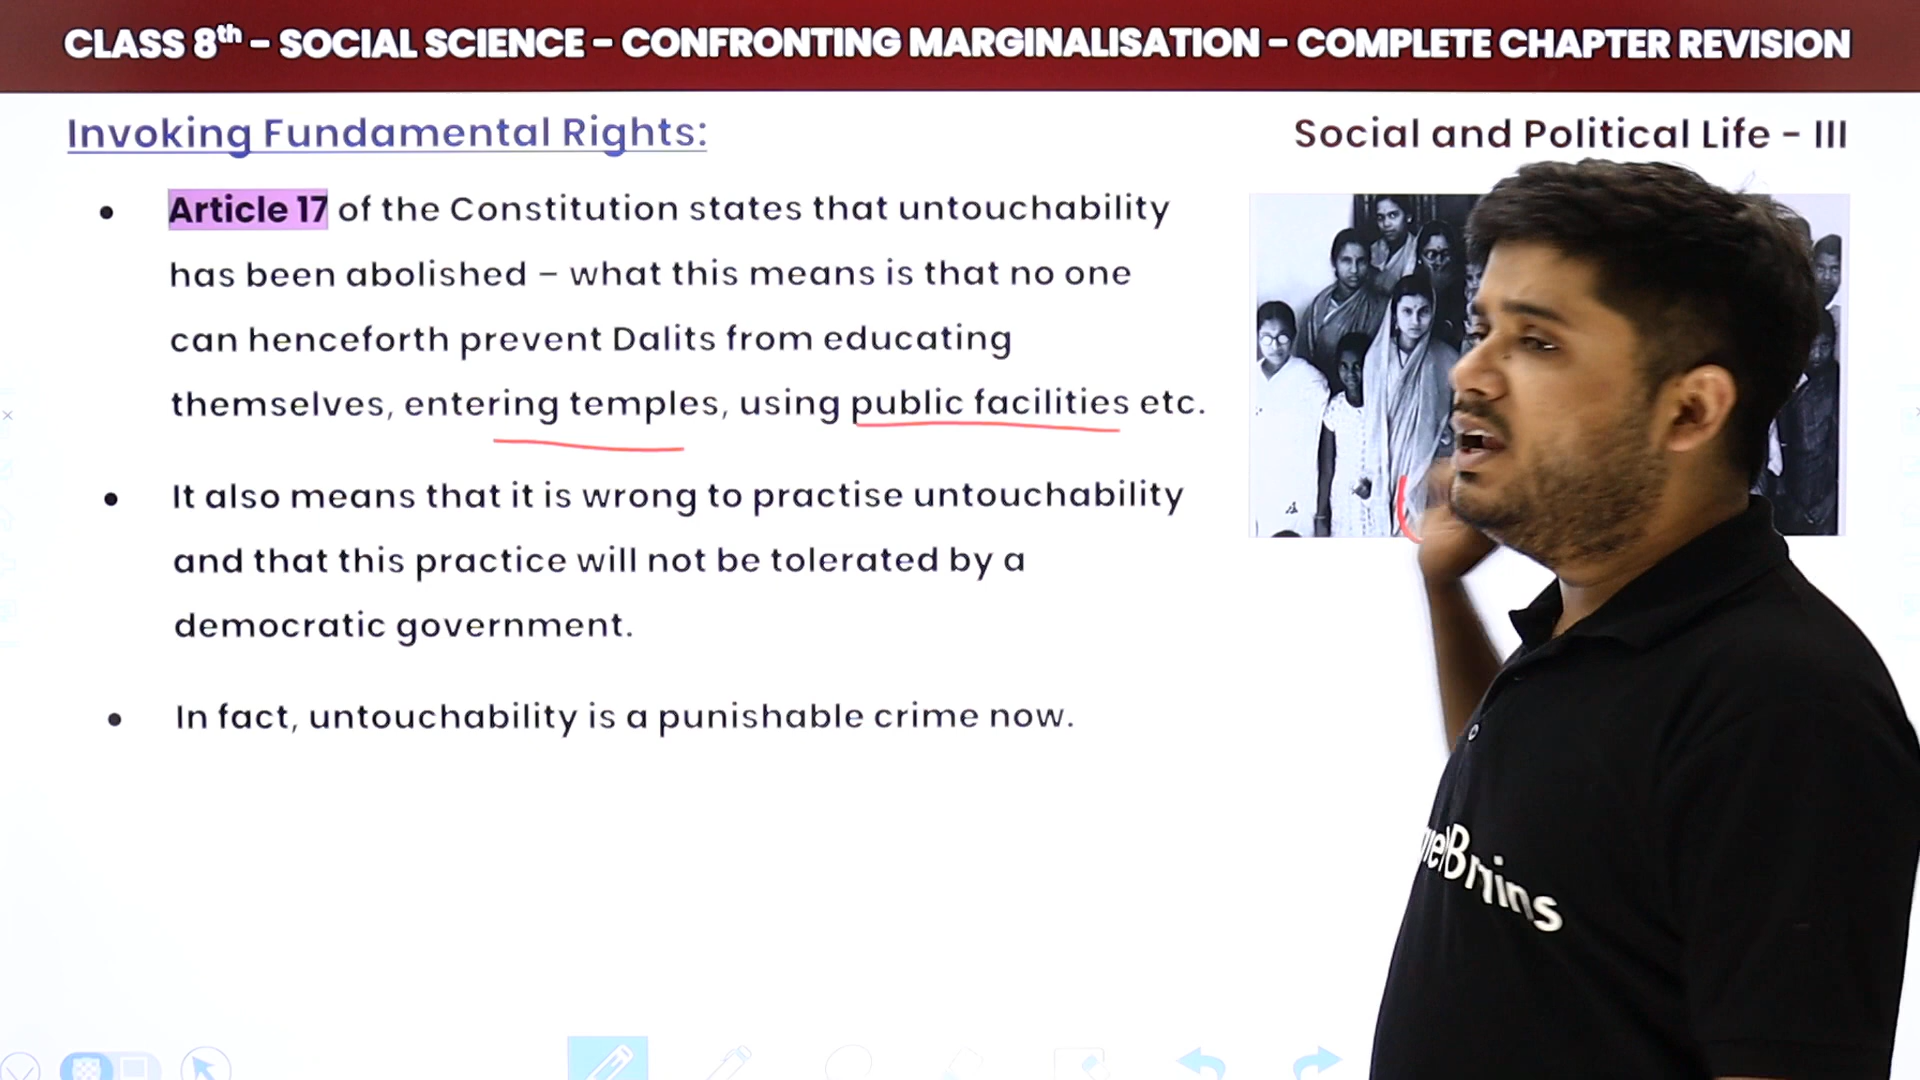 CLASS 8th – SOCIAL SCIENCE – CONFRONTING MARGINALISATION – COMPLETE CHAPTER REVISION
Invoking Fundamental Rights:
Social and Political Life – III
• Article 17 of the Constitution states that untouchability
has been abolished – what this means is that no one
can henceforth prevent Dalits from educating
themselves, entering temples, using public facilities etc.
• It also means that it is wrong to practise untouchability
and that this practice will not be tolerated by a
democratic government.
• In fact, untouchability is a punishable crime now.